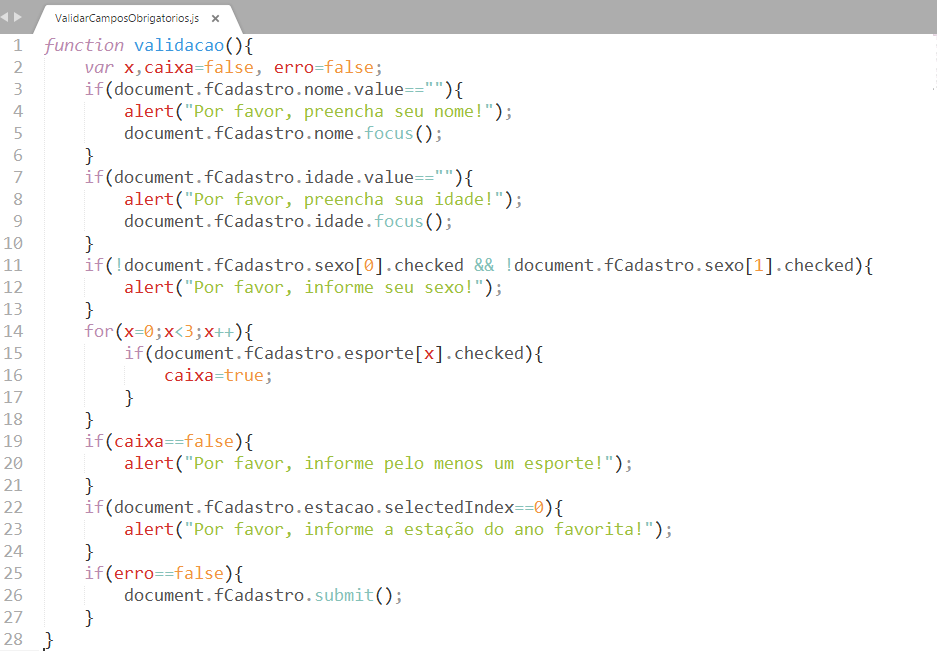 ValidarCamposObrigatorios.js ×
1 function validacao(){
2 var x,caixa=false, erro=false;
3 if(document.fCadastro.nome.value==""){
4 alert("Por favor, preencha seu nome!");
5 document.fCadastro.nome.focus();
6 }
7 if(document.fCadastro.idade.value==""){
8 alert("Por favor, preencha sua idade!");
9 document.fCadastro.idade.focus();
10 }
11 if(!document.fCadastro.sexo[0].checked && !document.fCadastro.sexo[1].checked){
12 alert("Por favor, informe seu sexo!");
13 }
14 for(x=0;x<3;x++){
15 if(document.fCadastro.esporte[x].checked){
16 caixa=true;
17 }
18 }
19 if(caixa==false){
20 alert("Por favor, informe pelo menos um esporte!");
21 }
22 if(document.fCadastro.estacao.selectedIndex==0){
23 alert("Por favor, informe a estação do ano favorita!");
24 }
25 if(erro==false){
26 document.fCadastro.submit();
27 }
28 }